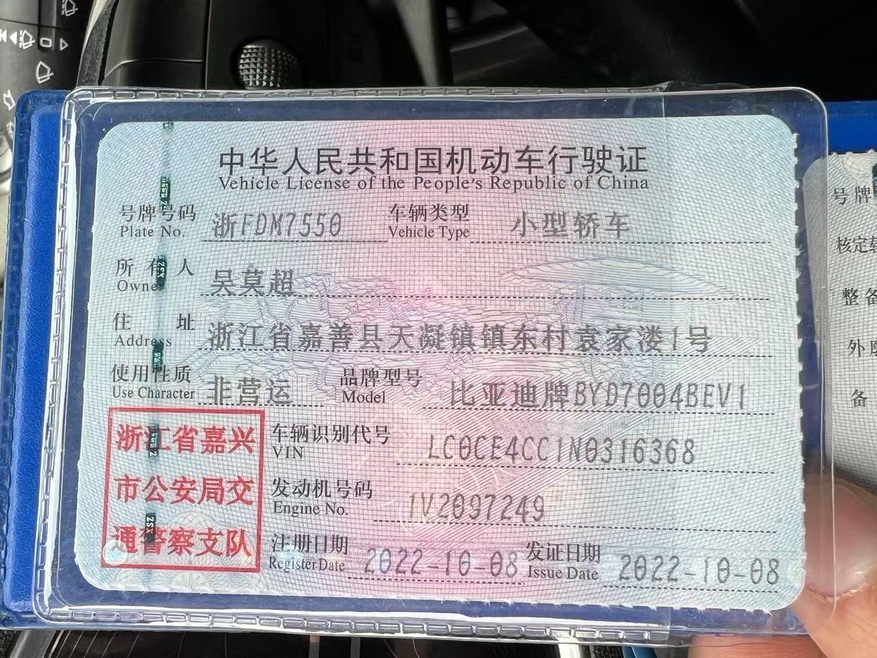 中华人民共和国机动车行驶证
Vehicle License of the People's Republic of China
号牌号码 浙FDM7550 车辆类型 小型轿车
Plate No. Vehicle Type
所有人 吴莫超
Owner
住址 浙江省嘉善县天凝镇镇东村袁家溇1号
Address
使用性质 非营运 品牌型号 比亚迪牌BYD7004BEV1
Use Character Model
浙江省嘉兴
市公安局交
通警察支队
车辆识别代号 LC0CE4CC1N0316368
VIN
发动机号码 1V2097249
Engine No.
注册日期 2022-10-08 发证日期 2022-10-08
Register Date Issue Date
号牌
核定
整备
外
备